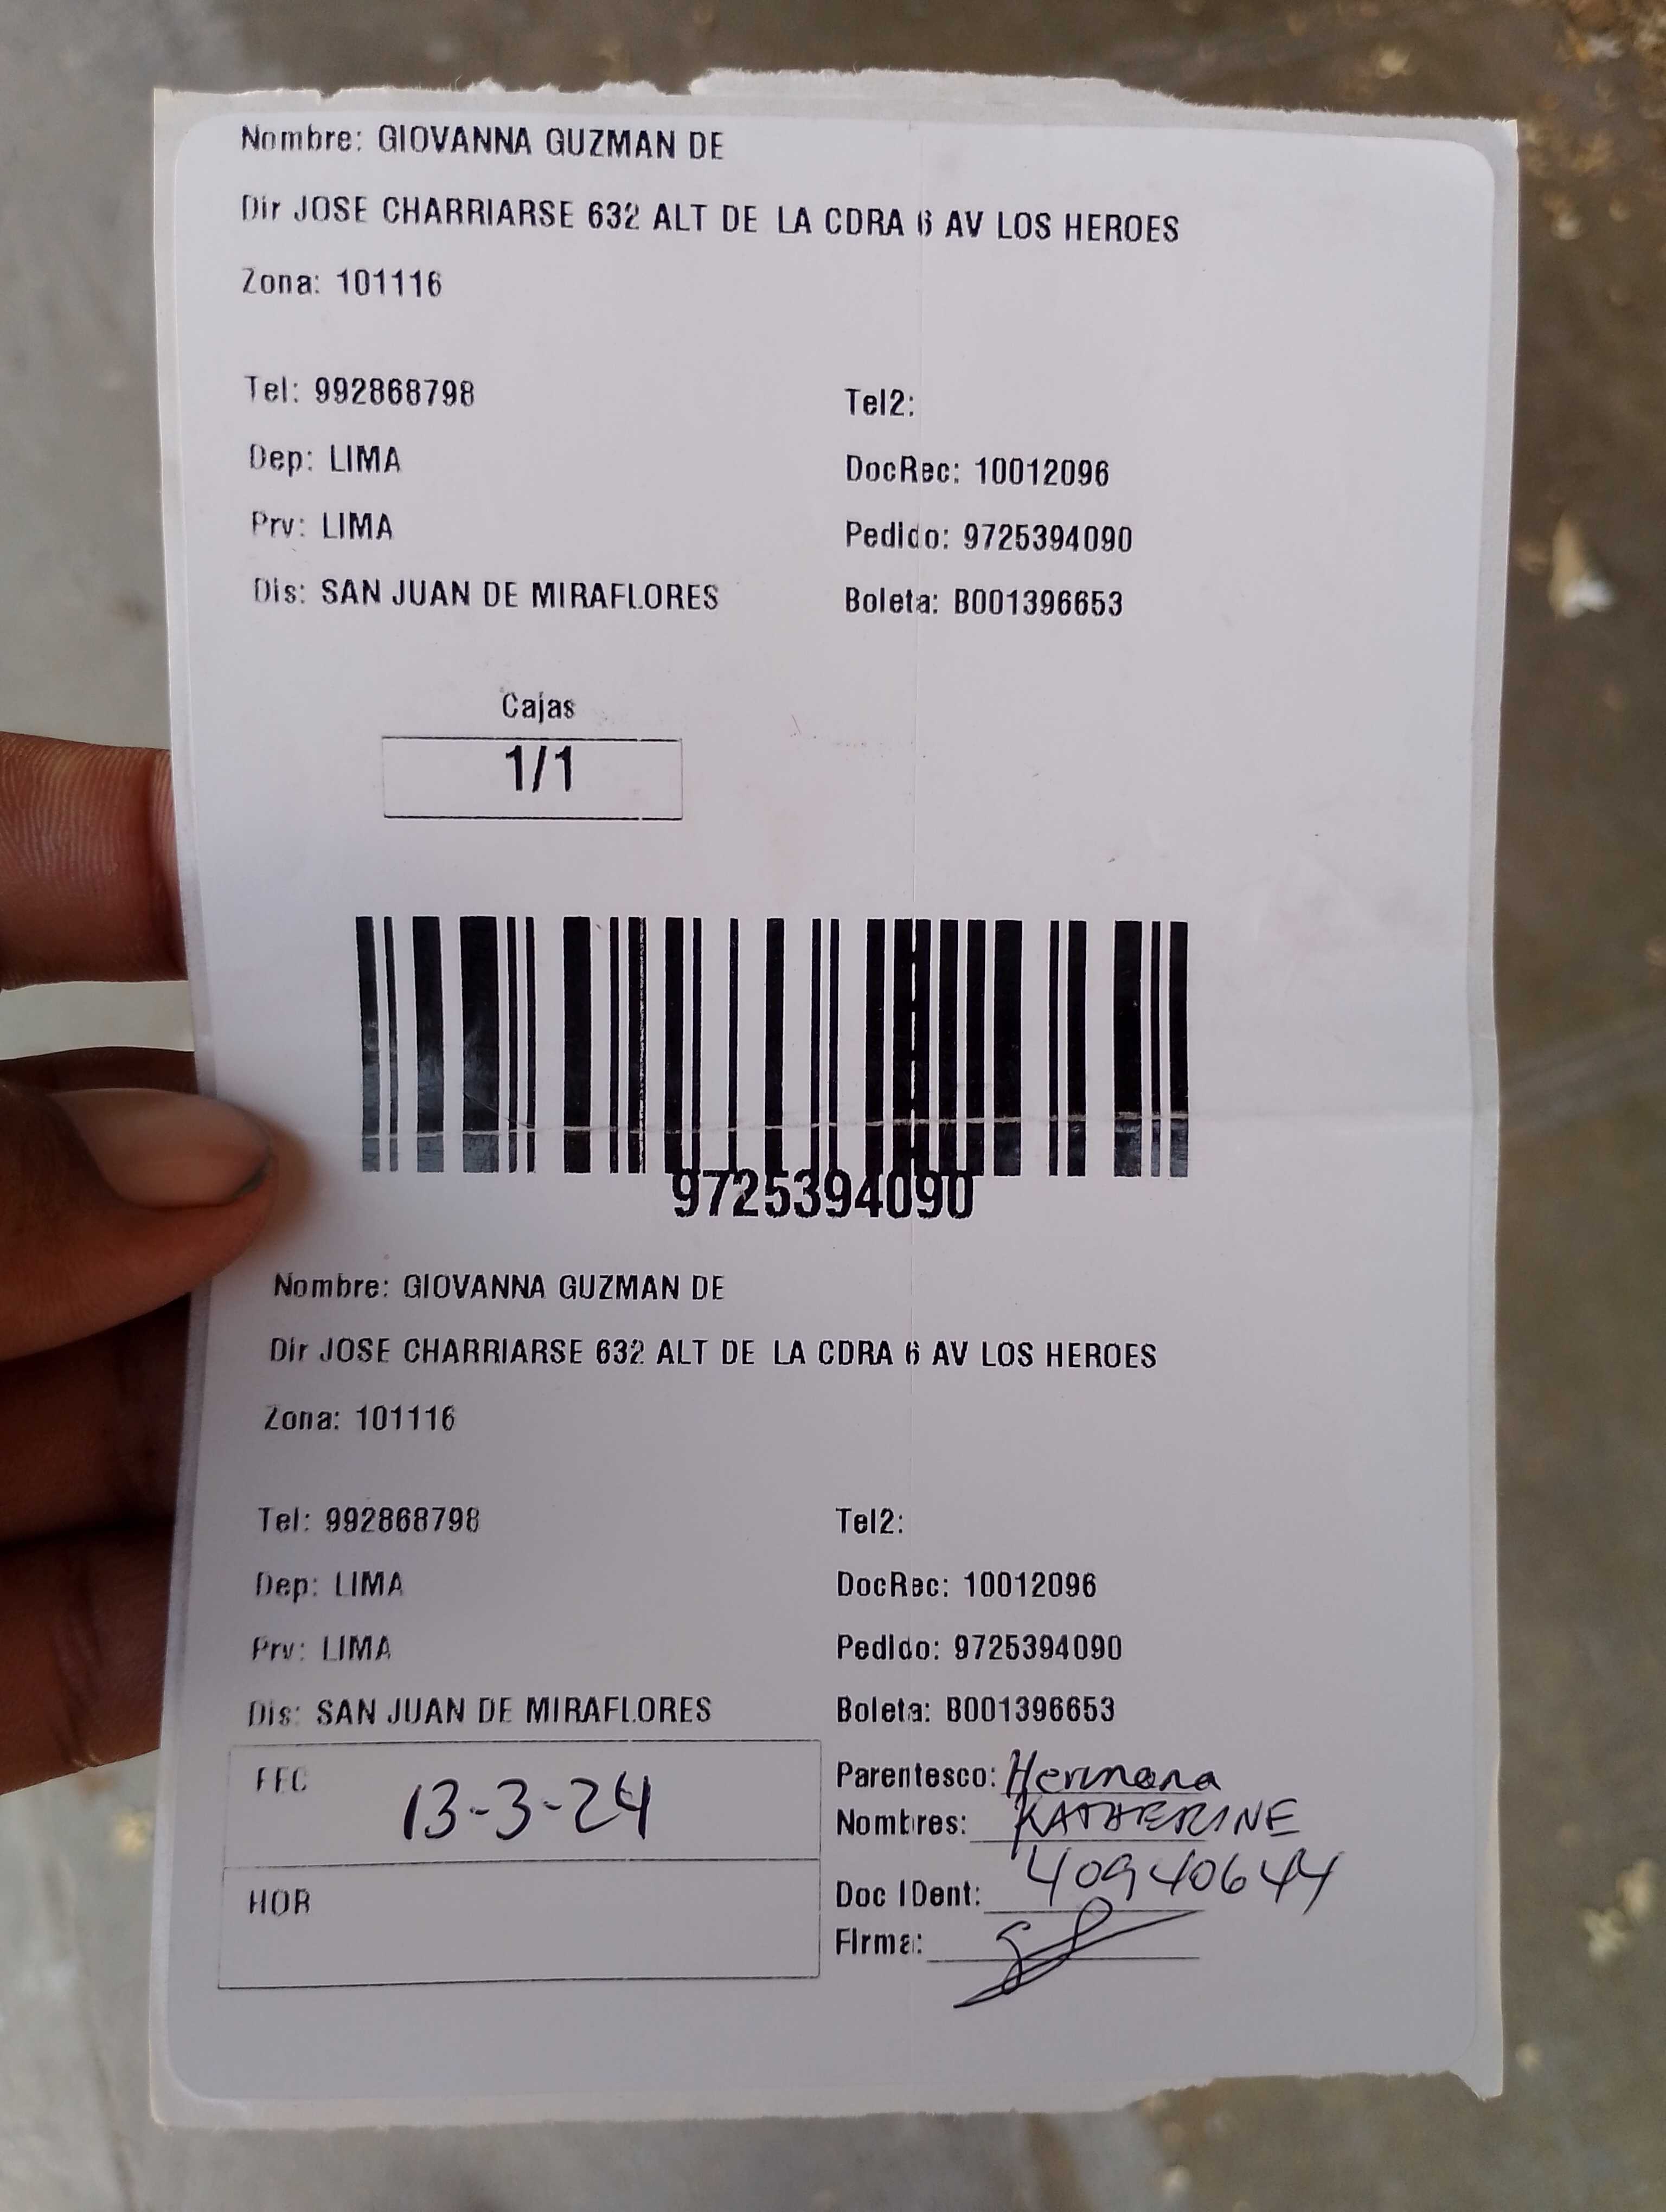 Nombre: GIOVANNA GUZMAN DE
Dir JOSE CHARRIARSE 632 ALT DE LA CDRA 6 AV LOS HEROES
Zona: 101116
Tel: 992868798 Tel2:
Dep: LIMA DocRec: 10012096
Prv: LIMA Pedido: 9725394090
Dis: SAN JUAN DE MIRAFLORES Boleta: B001396653
Cajas
1/1
9725394090
Nombre: GIOVANNA GUZMAN DE
Dir JOSE CHARRIARSE 632 ALT DE LA CDRA 6 AV LOS HEROES
Zona: 101116
Tel: 992868798 Tel2:
Dep: LIMA DocRec: 10012096
Prv: LIMA Pedido: 9725394090
Dis: SAN JUAN DE MIRAFLORES Boleta: B001396653
FEC 13-3-24
HOR
Parentesco: Hermana
Nombres: KATHERINE
Doc IDent: 40940644
Firma: